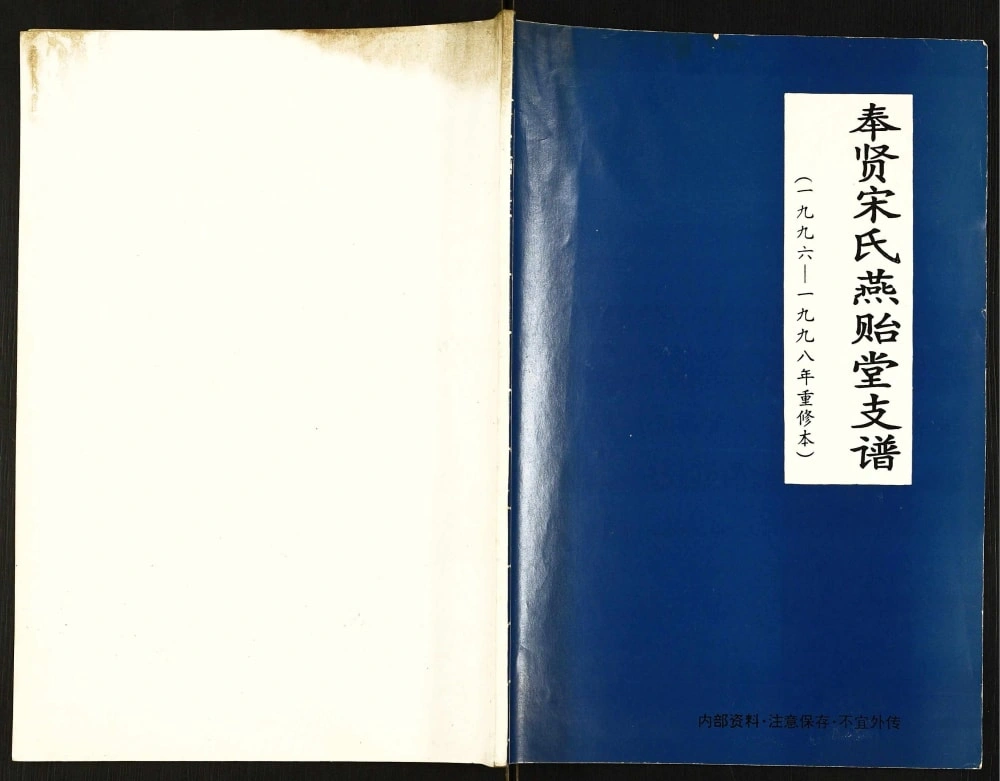 奉贤宋氏燕贻堂支谱
（一九九六—一九九八年重修本）
内部资料·注意保存·不宜外传